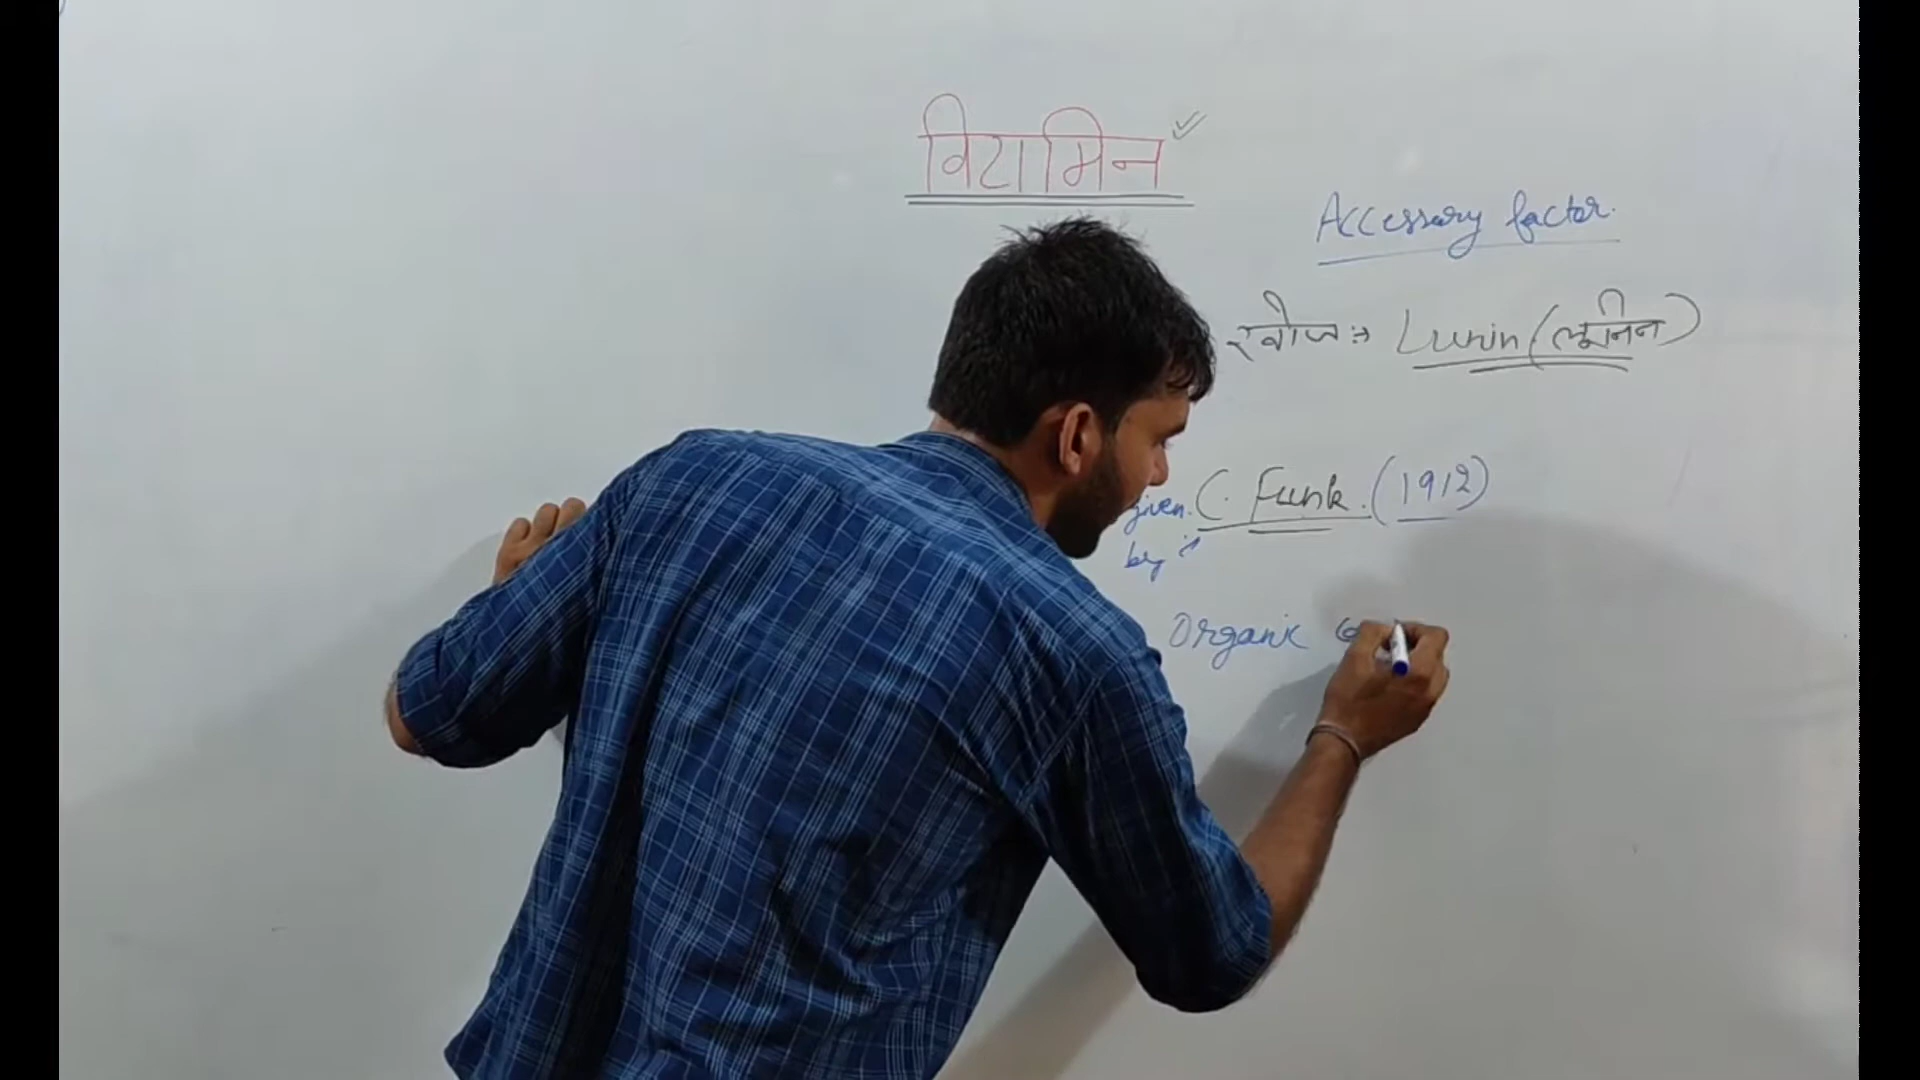 विटामिन
Accessory factor.
खोज :→ Lunin (लूनिन)
given. C. Funk. (1912)
by :→
Organic